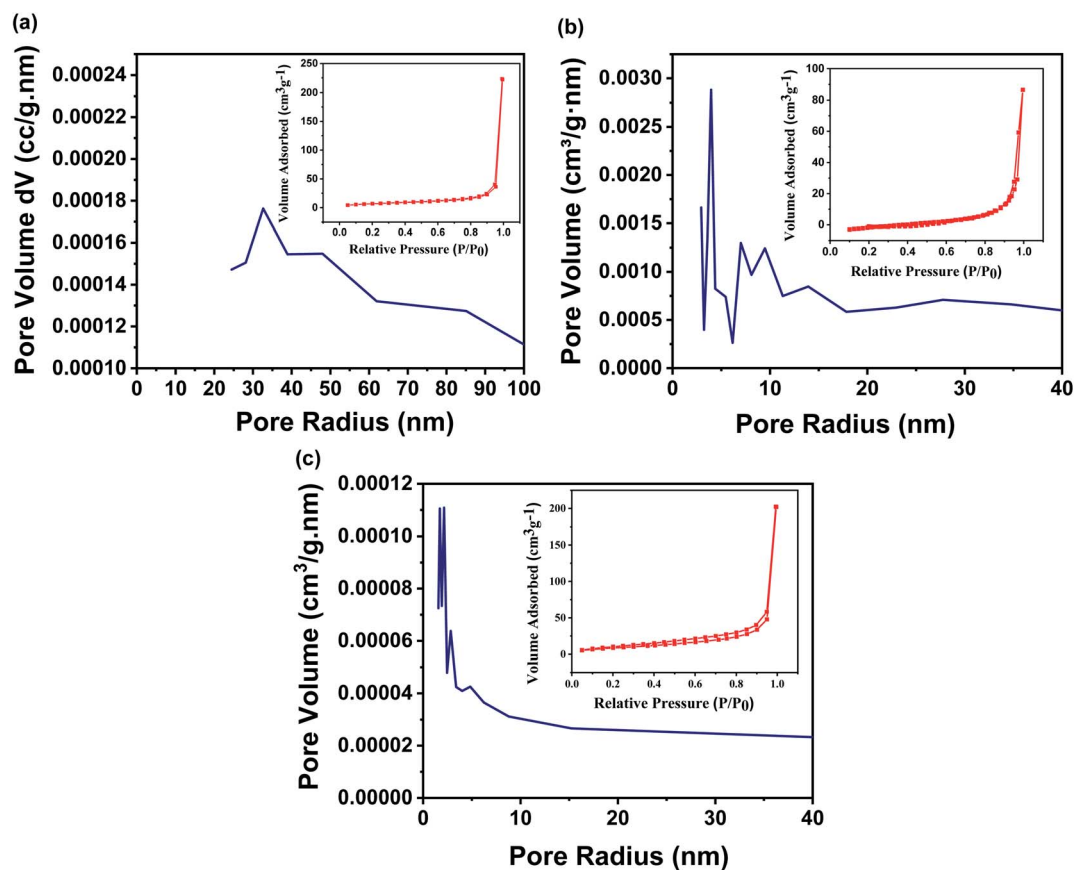 (a)
0.00024
0.00022
0.00020
0.00018
0.00016
0.00014
0.00012
0.00010
Pore Volume dV (cc/g.nm)
0 10 20 30 40 50 60 70 80 90 100
Pore Radius (nm)
250
200
150
100
50
0
Volume Adsorbed (cm³g⁻¹)
0.0 0.2 0.4 0.6 0.8 1.0
Relative Pressure (P/P₀)
(b)
0.0030
0.0025
0.0020
0.0015
0.0010
0.0005
0.0000
Pore Volume (cm³/g·nm)
0 10 20 30 40
Pore Radius (nm)
100
80
60
40
20
0
Volume Adsorbed (cm³g⁻¹)
0.0 0.2 0.4 0.6 0.8 1.0
Relative Pressure (P/P₀)
(c)
0.00012
0.00010
0.00008
0.00006
0.00004
0.00002
0.00000
Pore Volume (cm³/g.nm)
0 10 20 30 40
Pore Radius (nm)
200
150
100
50
0
Volume Adsorbed (cm³g⁻¹)
0.0 0.2 0.4 0.6 0.8 1.0
Relative Pressure (P/P₀)